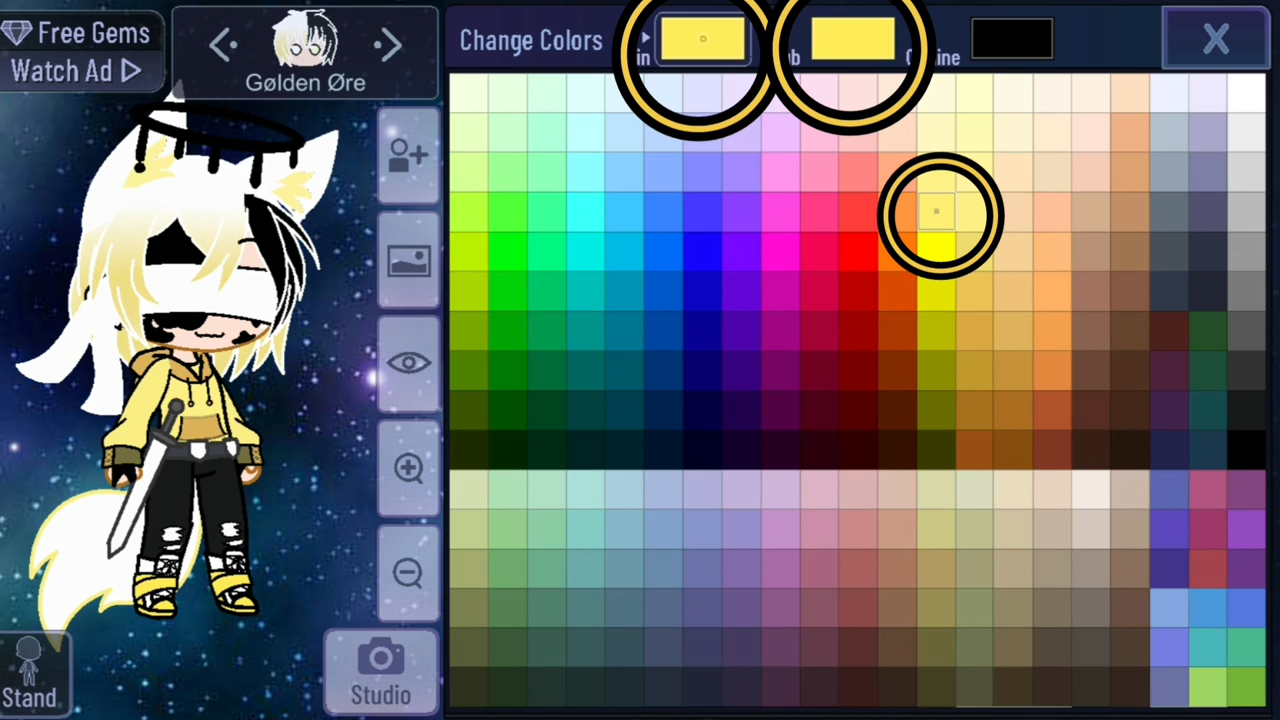 Free Gems
Watch Ad
Gølden Øre
Change Colors
Stand
Studio
X